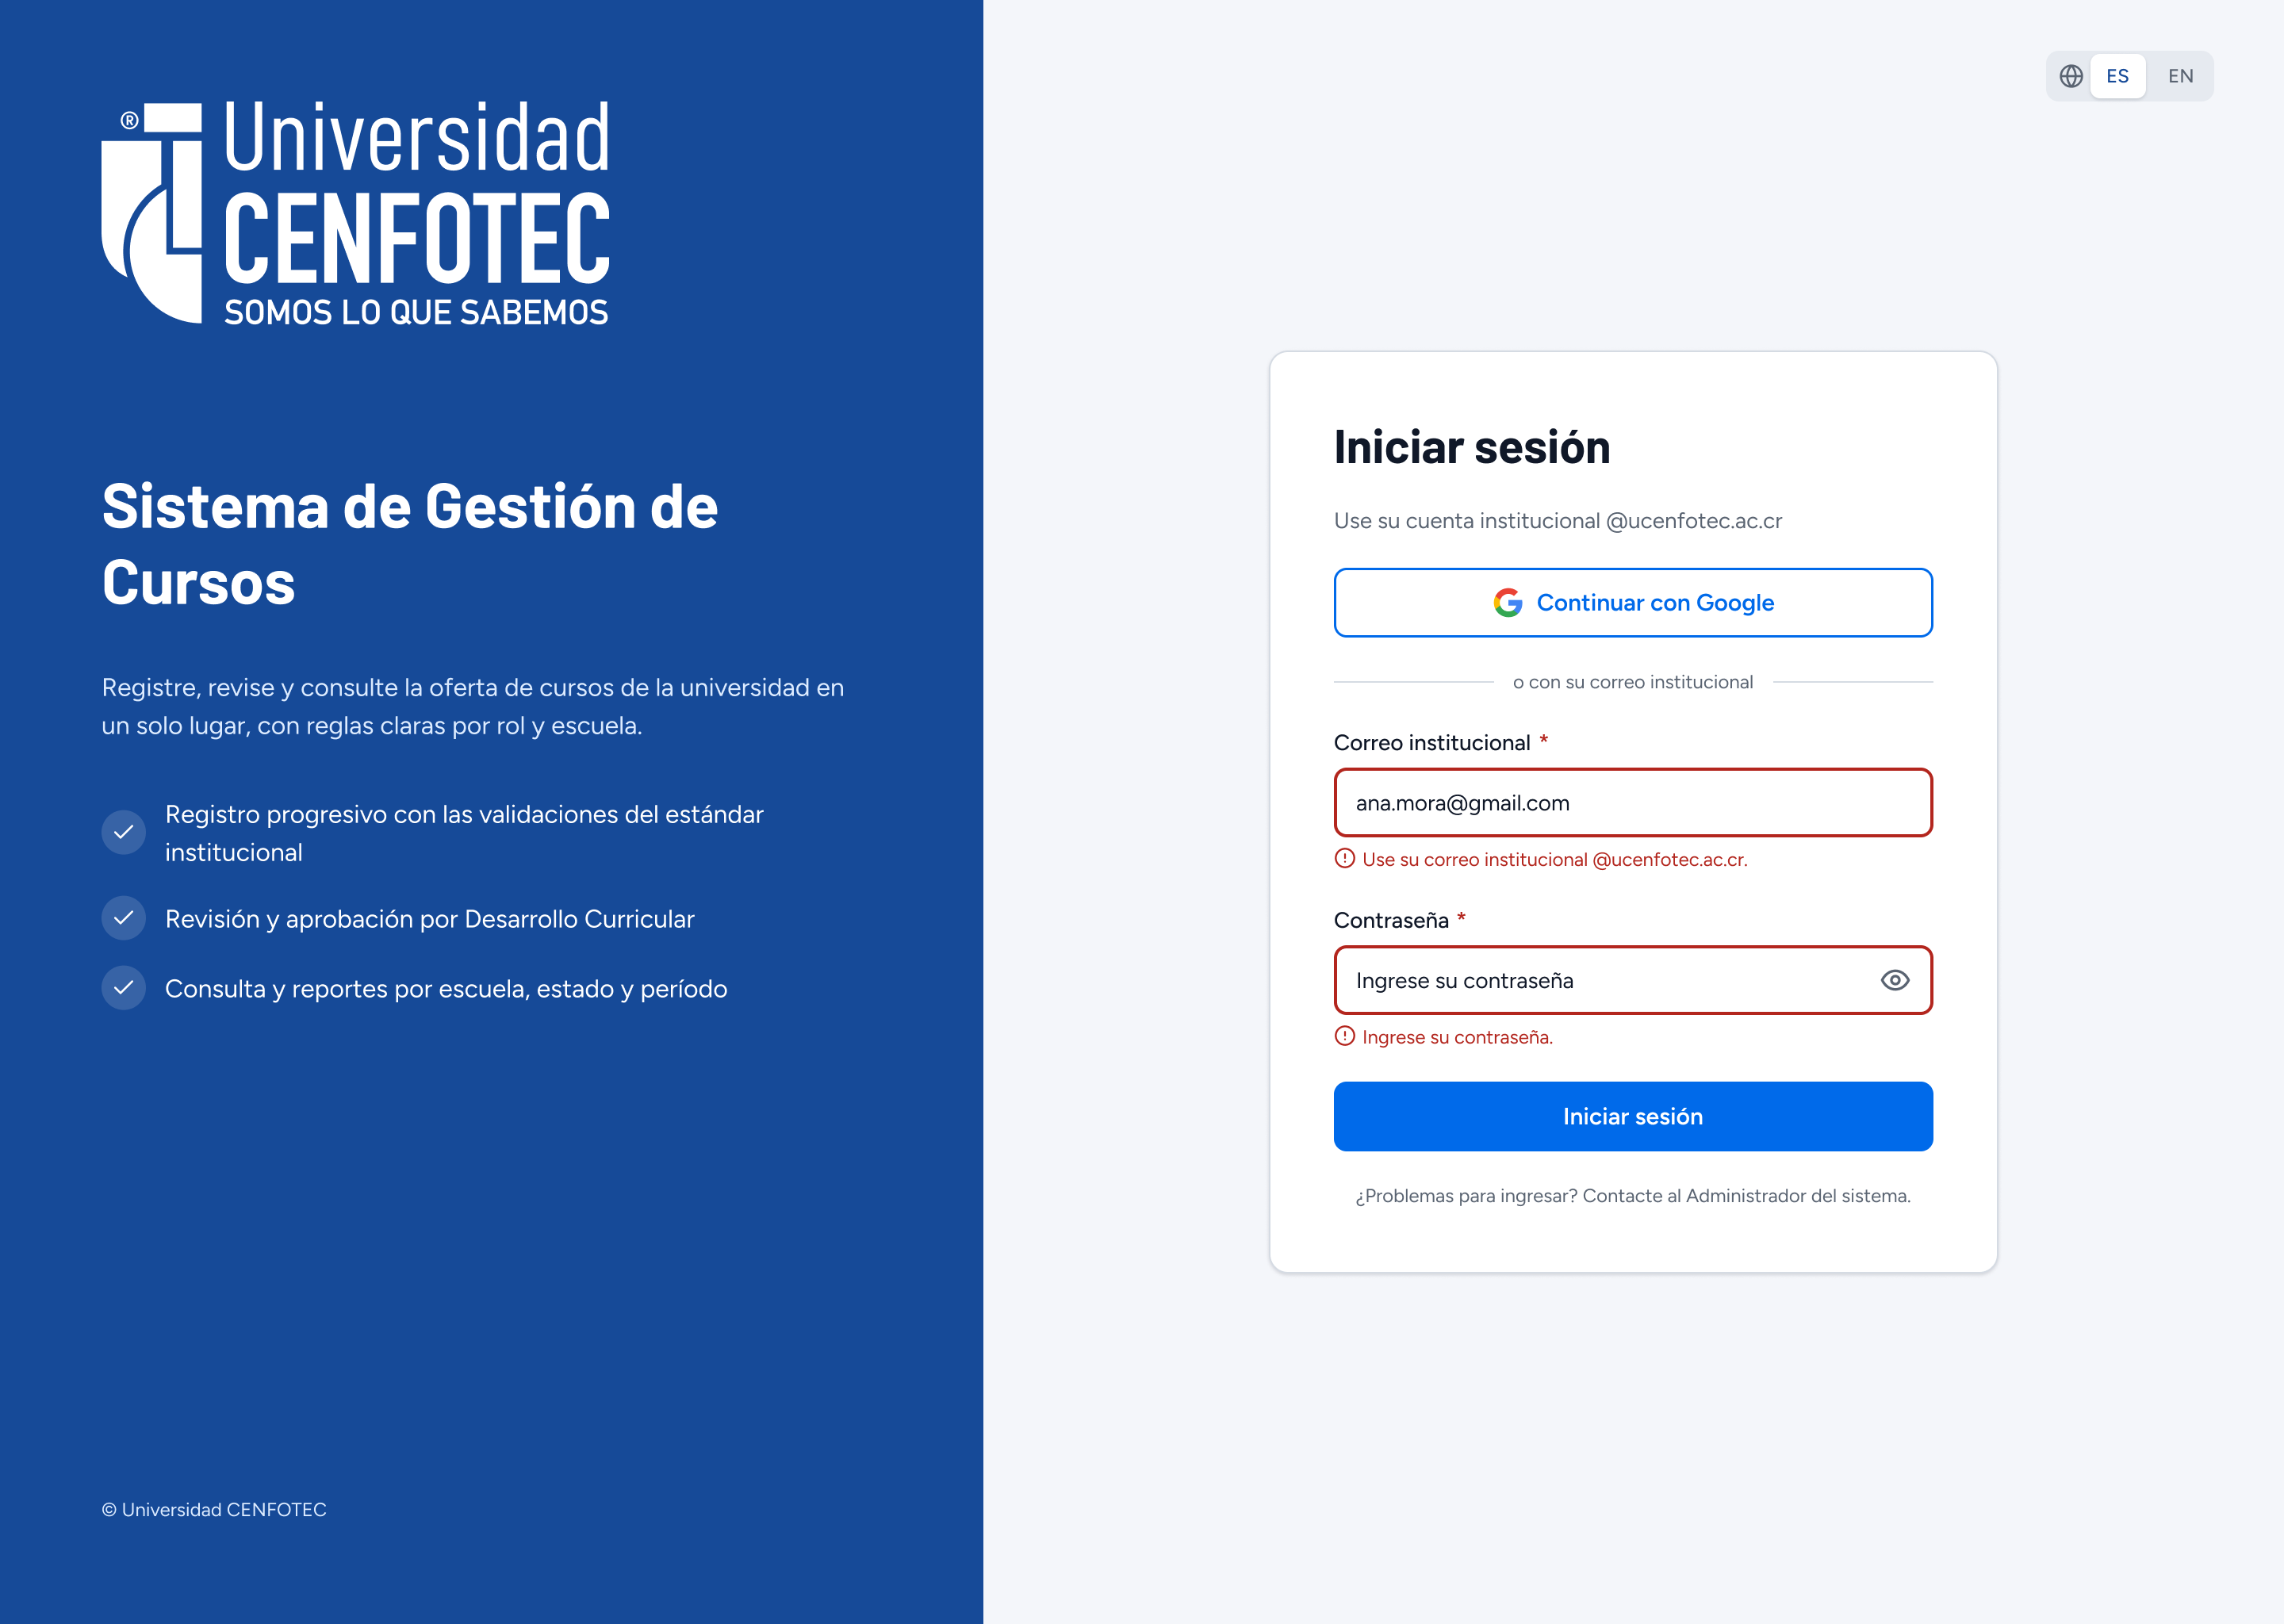 ®
Universidad
CENFOTEC
SOMOS LO QUE SABEMOS
Sistema de Gestión de
Cursos
Registre, revise y consulte la oferta de cursos de la universidad en
un solo lugar, con reglas claras por rol y escuela.
Registro progresivo con las validaciones del estándar
institucional
Revisión y aprobación por Desarrollo Curricular
Consulta y reportes por escuela, estado y período
© Universidad CENFOTEC
ES EN
Iniciar sesión
Use su cuenta institucional @ucenfotec.ac.cr
Continuar con Google
o con su correo institucional
Correo institucional *
ana.mora@gmail.com
Use su correo institucional @ucenfotec.ac.cr.
Contraseña *
Ingrese su contraseña
Ingrese su contraseña.
Iniciar sesión
¿Problemas para ingresar? Contacte al Administrador del sistema.